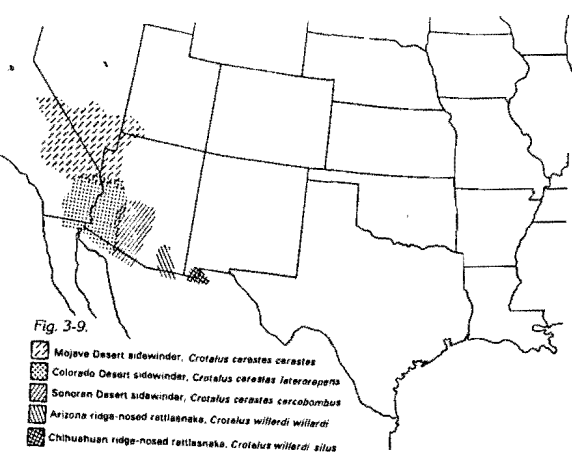 Fig. 3-9.
Mojave Desert sidewinder, Crotalus cerastes cerastes
Colorado Desert sidewinder, Crotalus cerastes laterorepens
Sonoran Desert sidewinder, Crotalus cerastes cercobombus
Arizona ridge-nosed rattlesnake, Crotalus willardi willardi
Chihuahuan ridge-nosed rattlesnake, Crotalus willardi silus